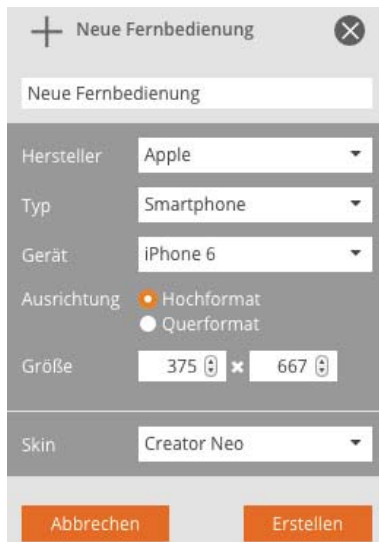 Neue Fernbedienung
Neue Fernbedienung
Hersteller Apple
Typ Smartphone
Gerät iPhone 6
Ausrichtung Hochformat
Querformat
Größe 375 × 667
Skin Creator Neo
Abbrechen Erstellen